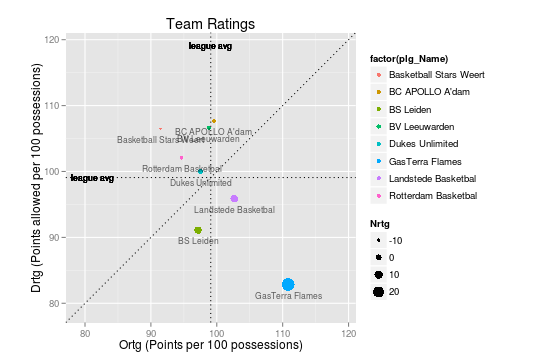 Team Ratings
league avg
league avg
BC APOLLO A'dam
Basketball Stars Weert
BV Leeuwarden
Rotterdam Basketbal
Dukes Unlimited
Landstede Basketbal
BS Leiden
GasTerra Flames
120
110
100
90
80
80
90
100
110
120
Drtg (Points allowed per 100 possessions)
Ortg (Points per 100 possessions)
factor(plg_Name)
Basketball Stars Weert
BC APOLLO A'dam
BS Leiden
BV Leeuwarden
Dukes Unlimited
GasTerra Flames
Landstede Basketbal
Rotterdam Basketbal
Nrtg
-10
0
10
20